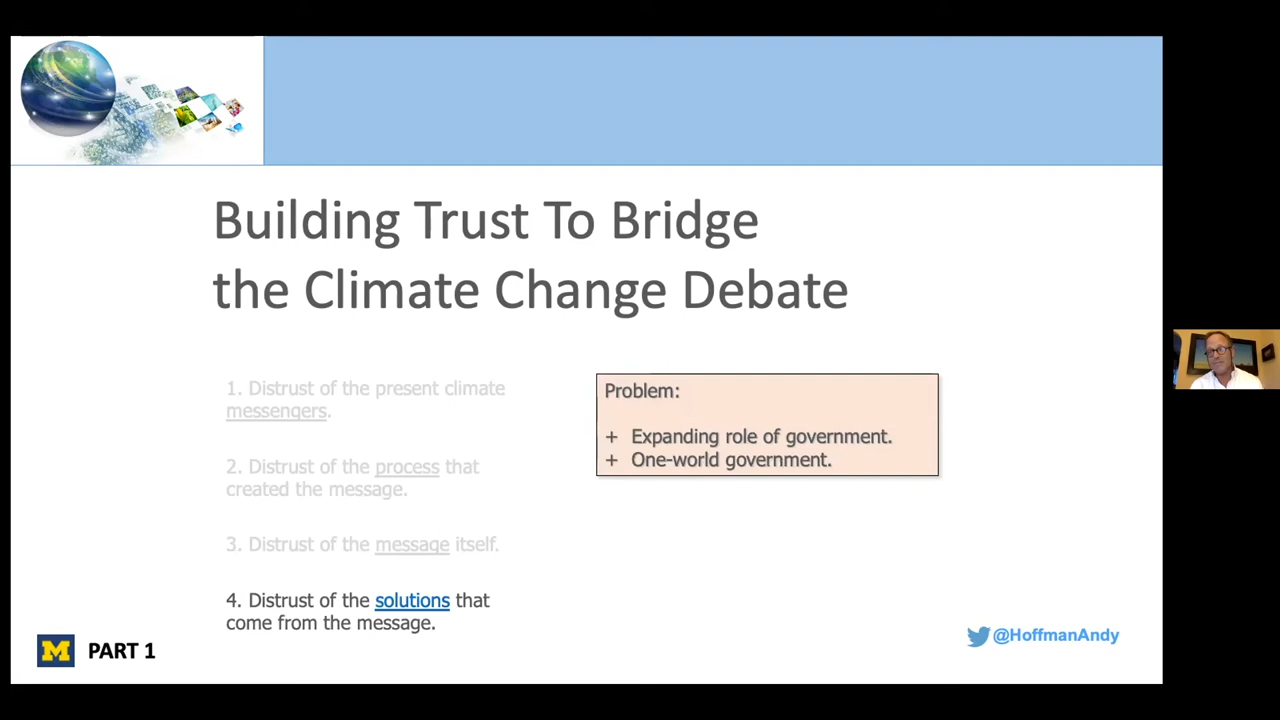 Building Trust To Bridge
the Climate Change Debate
1. Distrust of the present climate
messengers.
2. Distrust of the process that
created the message.
3. Distrust of the message itself.
4. Distrust of the solutions that
come from the message.
Problem:
+ Expanding role of government.
+ One-world government.
M PART 1
@HoffmanAndy